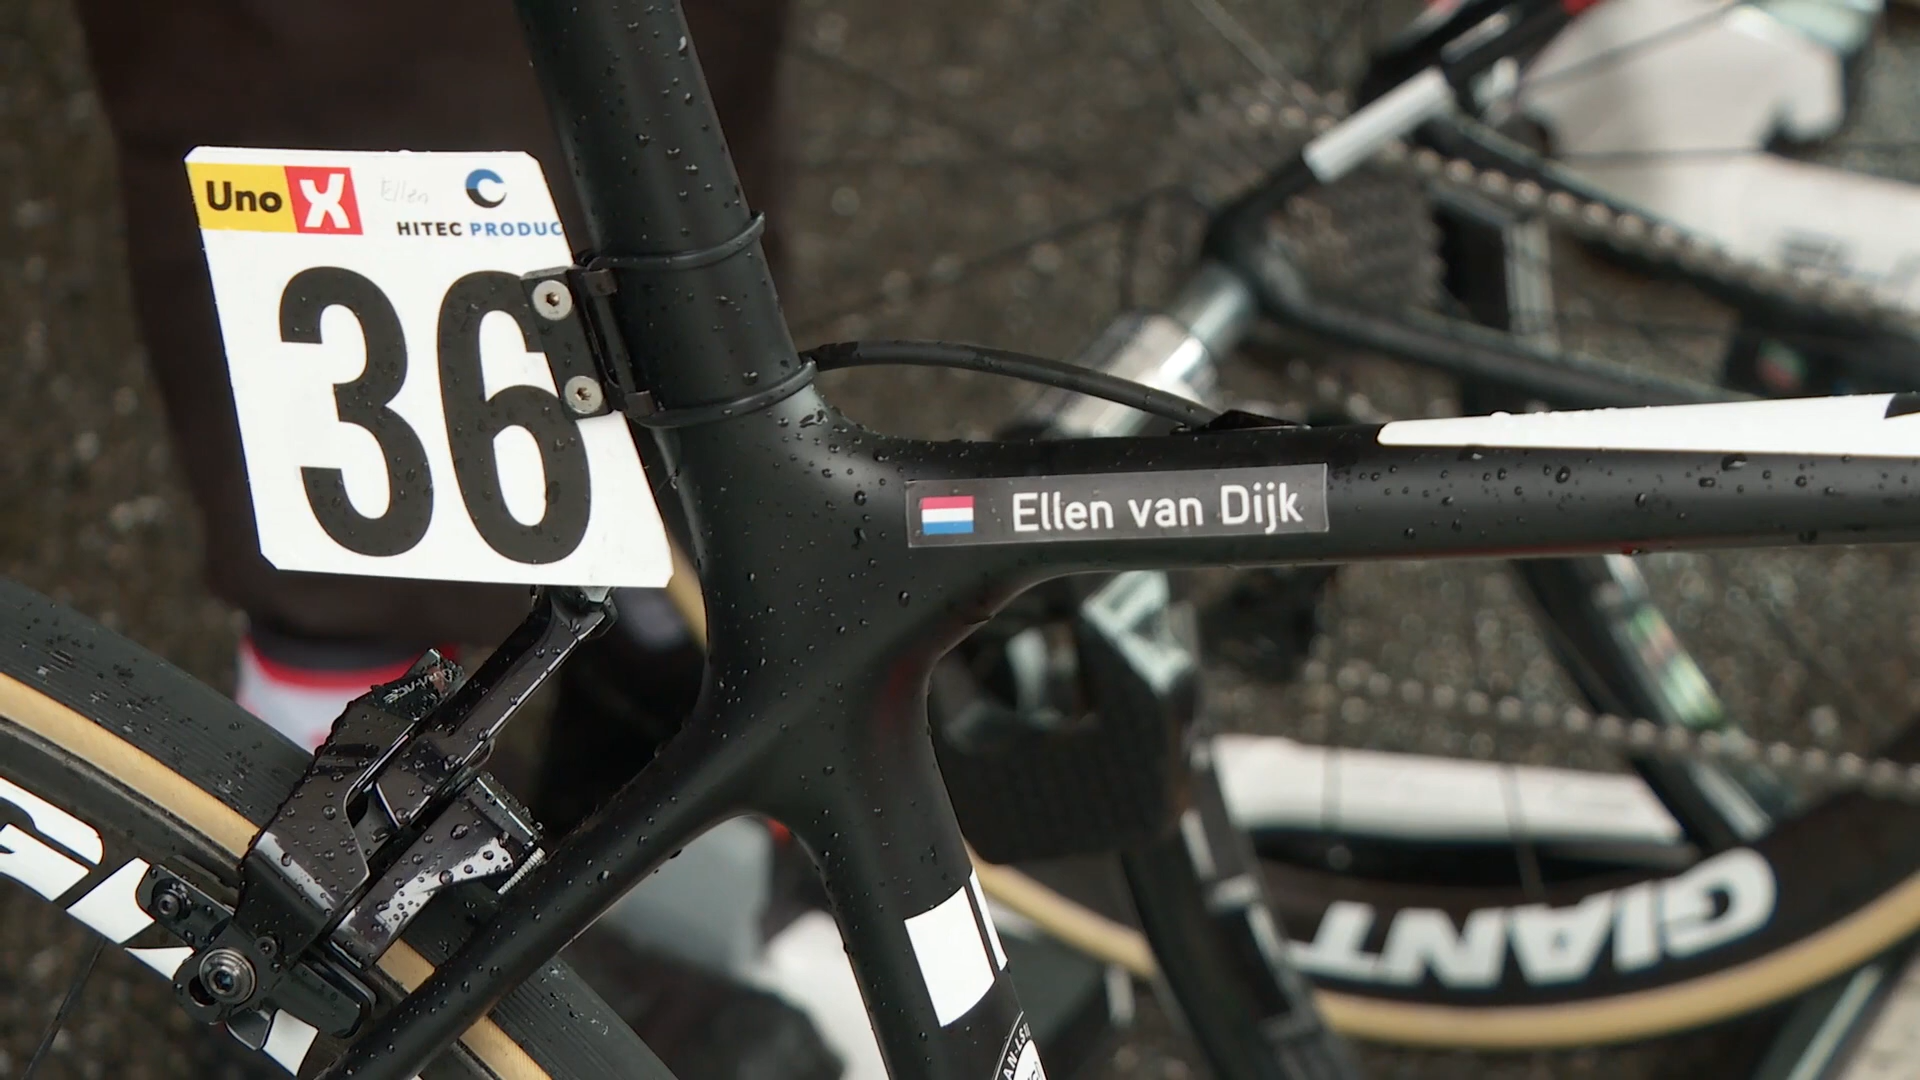 Uno X
Ellen
HITEC PRODUC
36
Ellen van Dijk
GIANT